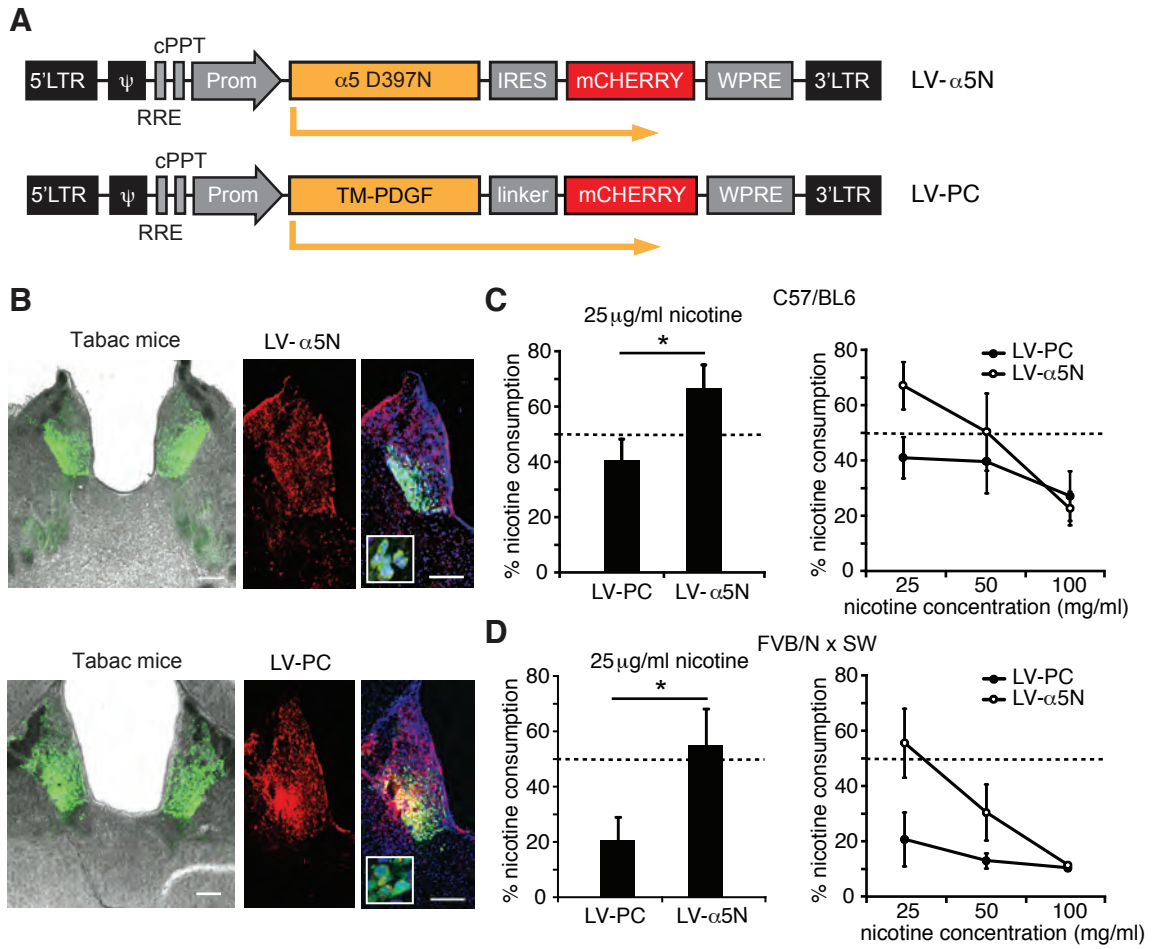 A
cPPT
5'LTR ψ Prom α5 D397N IRES mCHERRY WPRE 3'LTR LV-α5N
RRE
cPPT
5'LTR ψ Prom TM-PDGF linker mCHERRY WPRE 3'LTR LV-PC
RRE
B
Tabac mice LV-α5N
Tabac mice LV-PC
C
C57/BL6
25µg/ml nicotine
*
% nicotine consumption
80
60
40
20
0
LV-PC LV-α5N
LV-PC
LV-α5N
% nicotine consumption
80
60
40
20
0
25 50 100
nicotine concentration (mg/ml)
D
FVB/N x SW
25µg/ml nicotine
*
% nicotine consumption
80
60
40
20
0
LV-PC LV-α5N
LV-PC
LV-α5N
% nicotine consumption
80
60
40
20
0
25 50 100
nicotine concentration (mg/ml)